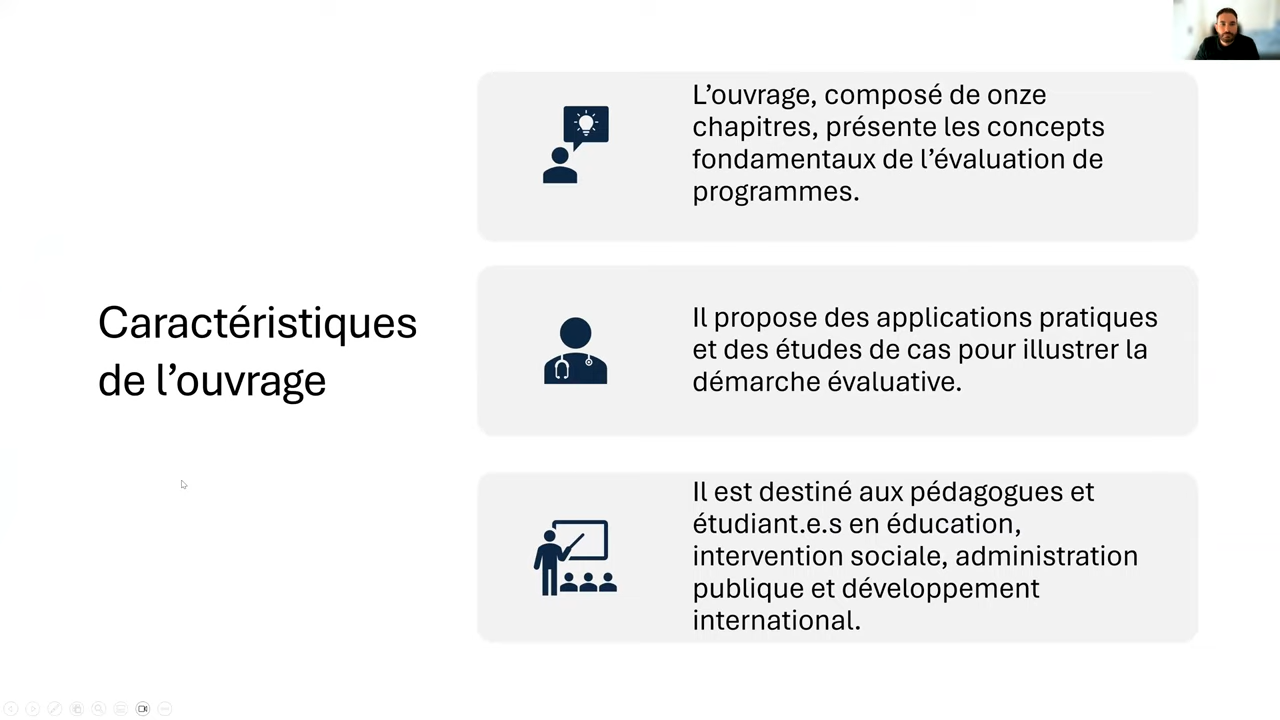 Caractéristiques
de l’ouvrage
L’ouvrage, composé de onze
chapitres, présente les concepts
fondamentaux de l’évaluation de
programmes.
Il propose des applications pratiques
et des études de cas pour illustrer la
démarche évaluative.
Il est destiné aux pédagogues et
étudiant.e.s en éducation,
intervention sociale, administration
publique et développement
international.